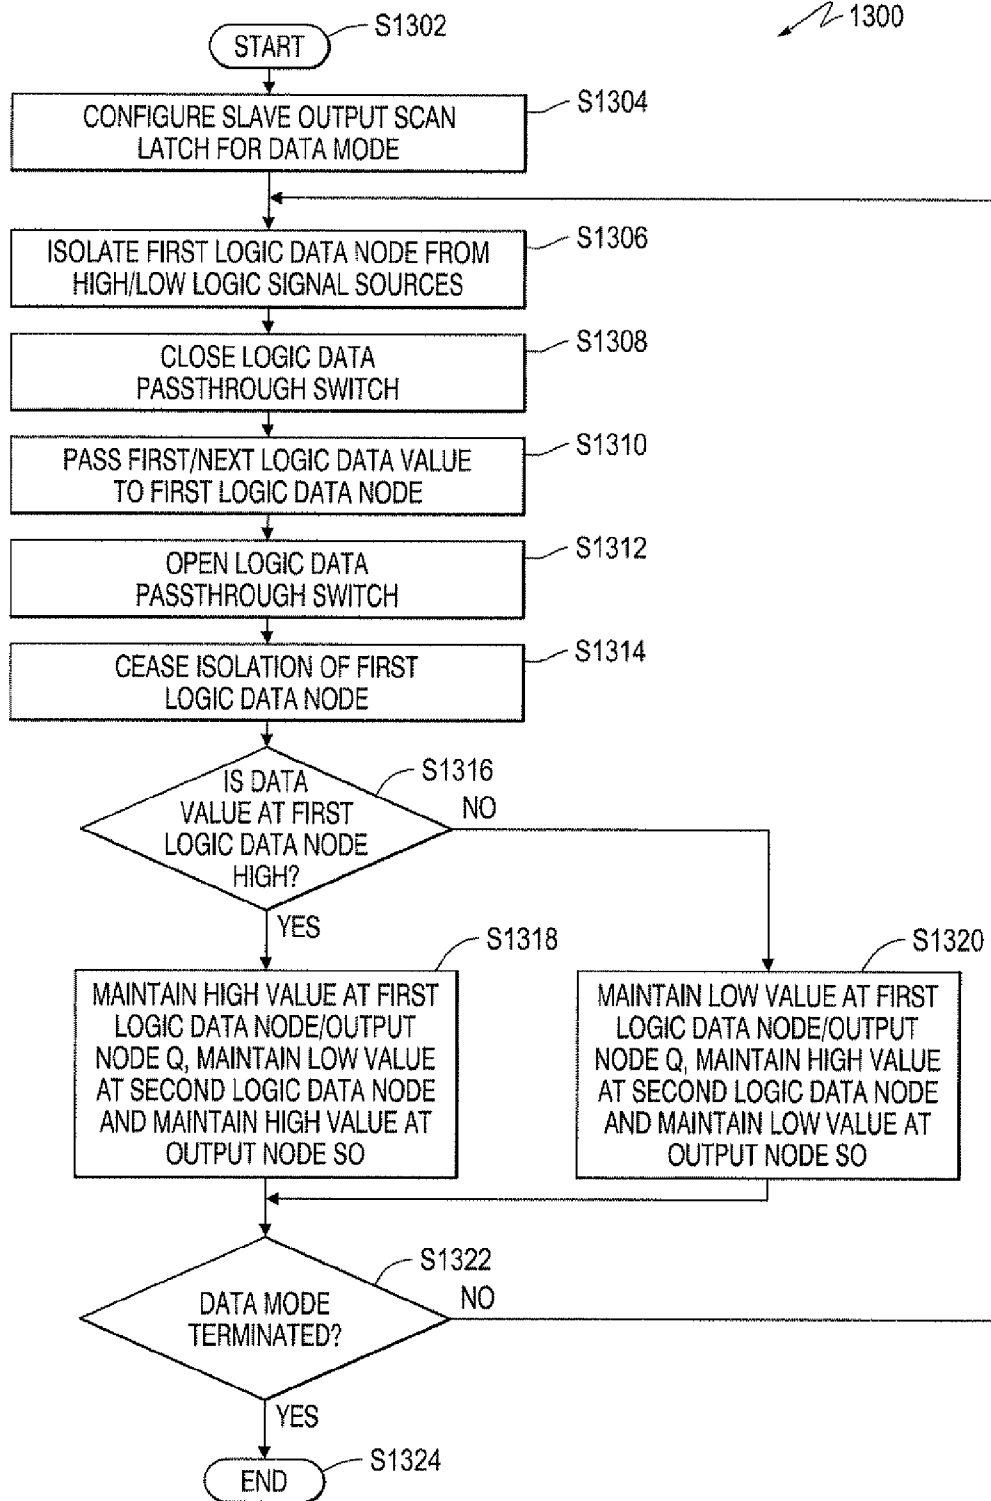 1300
S1302
START
S1304
CONFIGURE SLAVE OUTPUT SCAN
LATCH FOR DATA MODE
S1306
ISOLATE FIRST LOGIC DATA NODE FROM
HIGH/LOW LOGIC SIGNAL SOURCES
S1308
CLOSE LOGIC DATA
PASSTHROUGH SWITCH
S1310
PASS FIRST/NEXT LOGIC DATA VALUE
TO FIRST LOGIC DATA NODE
S1312
OPEN LOGIC DATA
PASSTHROUGH SWITCH
S1314
CEASE ISOLATION OF FIRST
LOGIC DATA NODE
S1316
IS DATA
VALUE AT FIRST
LOGIC DATA NODE
HIGH?
NO
YES
S1318
MAINTAIN HIGH VALUE AT FIRST
LOGIC DATA NODE/OUTPUT
NODE Q, MAINTAIN LOW VALUE
AT SECOND LOGIC DATA NODE
AND MAINTAIN HIGH VALUE AT
OUTPUT NODE SO
S1320
MAINTAIN LOW VALUE AT FIRST
LOGIC DATA NODE/OUTPUT
NODE Q, MAINTAIN HIGH VALUE
AT SECOND LOGIC DATA NODE
AND MAINTAIN LOW VALUE AT
OUTPUT NODE SO
S1322
DATA MODE
TERMINATED?
NO
YES
S1324
END